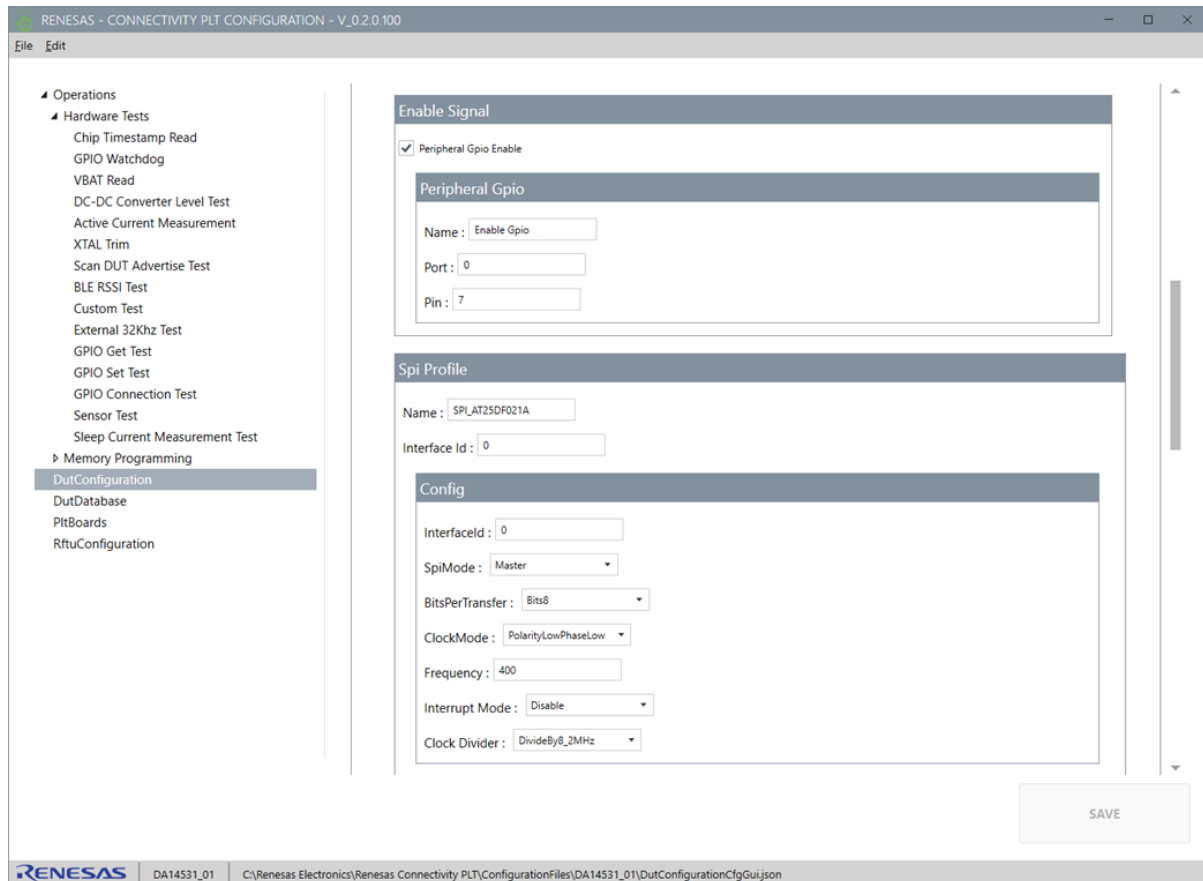 RENESAS - CONNECTIVITY PLT CONFIGURATION - V_0.2.0.100
File Edit
Operations
Hardware Tests
Chip Timestamp Read
GPIO Watchdog
VBAT Read
DC-DC Converter Level Test
Active Current Measurement
XTAL Trim
Scan DUT Advertise Test
BLE RSSI Test
Custom Test
External 32Khz Test
GPIO Get Test
GPIO Set Test
GPIO Connection Test
Sensor Test
Sleep Current Measurement Test
Memory Programming
DutConfiguration
DutDatabase
PltBoards
RftuConfiguration
Enable Signal
Peripheral Gpio Enable
Peripheral Gpio
Name : Enable Gpio
Port : 0
Pin : 7
Spi Profile
Name : SPI_AT25DF021A
Interface Id : 0
Config
InterfaceId : 0
SpiMode : Master
BitsPerTransfer : Bits8
ClockMode : PolarityLowPhaseLow
Frequency : 400
Interrupt Mode : Disable
Clock Divider : DivideBy8_2MHz
SAVE
RENESAS DA14531_01 C:\Renesas Electronics\Renesas Connectivity PLT\ConfigurationFiles\DA14531_01\DutConfigurationCfgGui.json